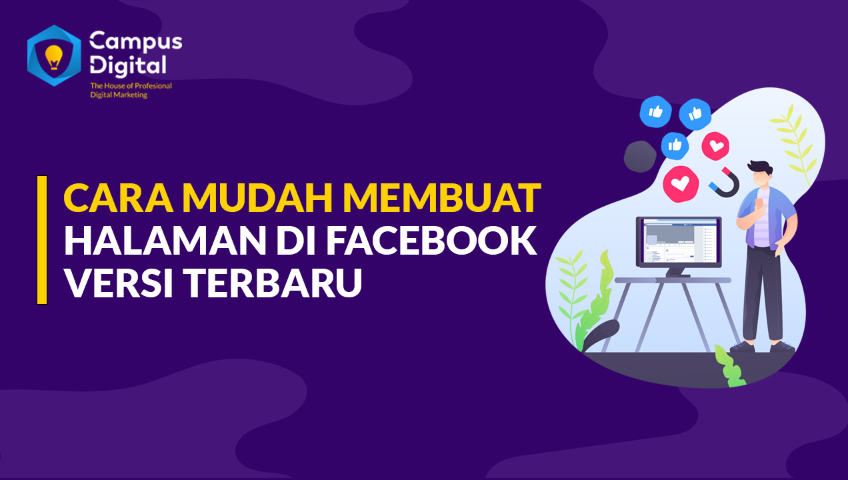 Campus
Digital
The House of Profesional
Digital Marketing
CARA MUDAH MEMBUAT
HALAMAN DI FACEBOOK
VERSI TERBARU